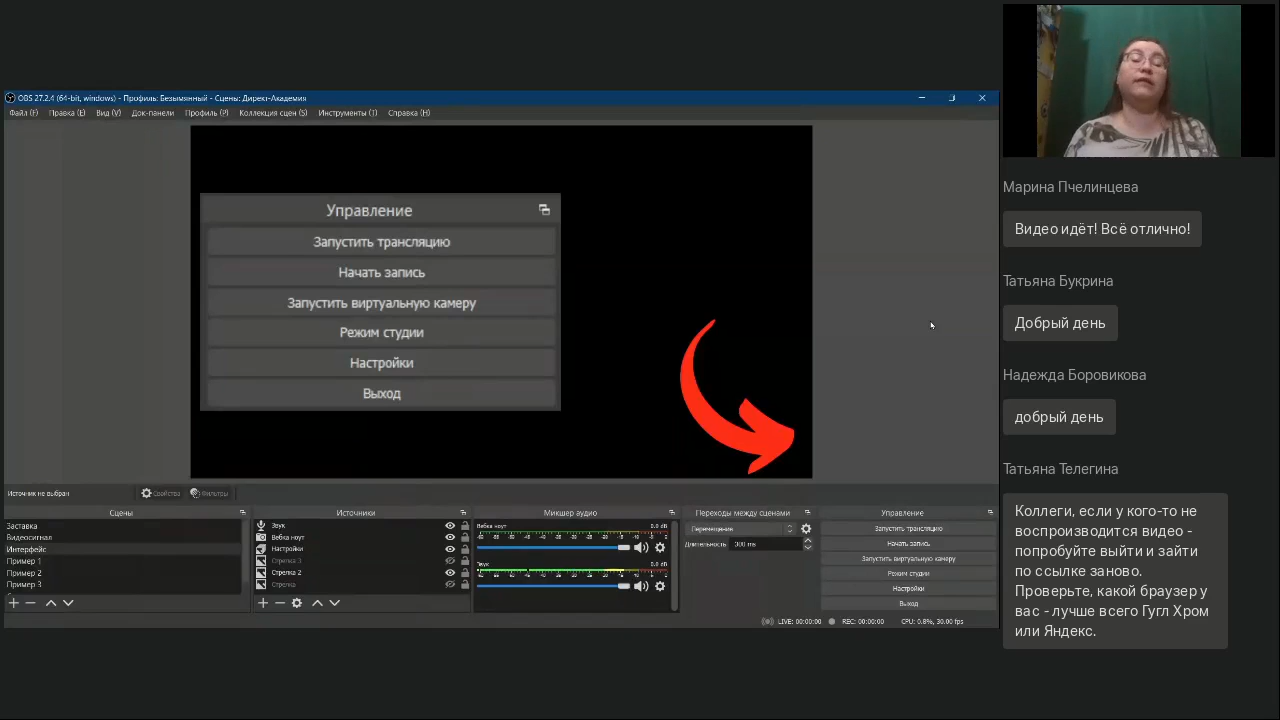 OBS 27.2.4 (64-bit, windows) - Профиль: Безымянный - Сцены: Директ-Академия
Файл (F) Правка (E) Вид (V) Док-панели Профиль (P) Коллекция сцен (S) Инструменты (T) Справка (H)
Управление
Запустить трансляцию
Начать запись
Запустить виртуальную камеру
Режим студии
Настройки
Выход
Источник не выбран
Свойства
Фильтры
Сцены
Заставка
Видеосигнал
Интерфейс
Пример 1
Пример 2
Пример 3
Источники
Звук
Вебка ноут
Настройки
Стрелка 3
Стрелка 2
Стрелка
Микшер аудио
Вебка ноут 0.0 dB
Звук 0.0 dB
Переходы между сценами
Перемещение
Длительность 300 ms
Управление
Запустить трансляцию
Начать запись
Запустить виртуальную камеру
Режим студии
Настройки
Выход
LIVE: 00:00:00 REC: 00:00:00 CPU: 0.8%, 30.00 fps
Марина Пчелинцева
Видео идёт! Всё отлично!
Татьяна Букрина
Добрый день
Надежда Боровикова
добрый день
Татьяна Телегина
Коллеги, если у кого-то не
воспроизводится видео -
попробуйте выйти и зайти
по ссылке заново.
Проверьте, какой браузер у
вас - лучше всего Гугл Хром
или Яндекс.